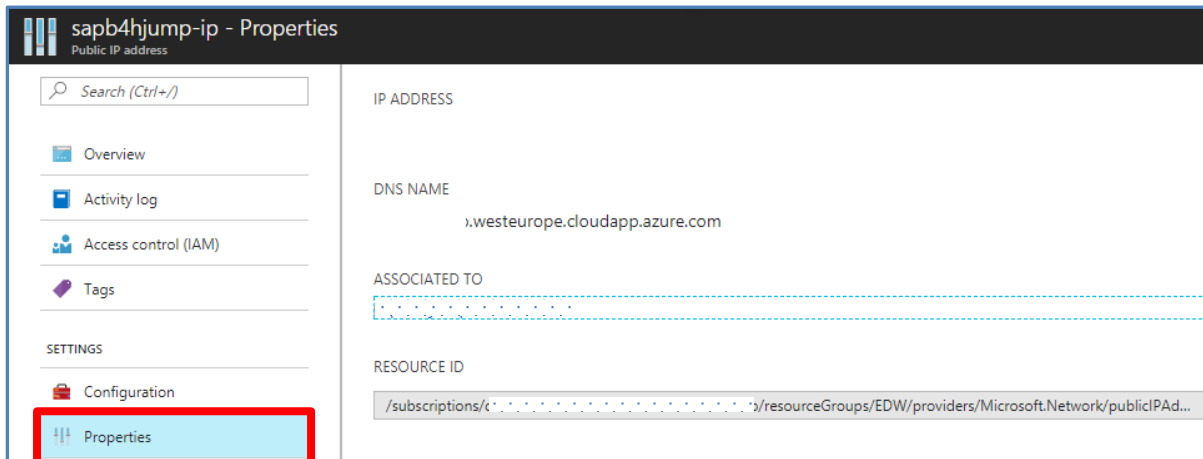 sapb4hjump-ip - Properties
Public IP address
Search (Ctrl+/)
Overview
Activity log
Access control (IAM)
Tags
SETTINGS
Configuration
Properties
IP ADDRESS
DNS NAME
.westeurope.cloudapp.azure.com
ASSOCIATED TO
RESOURCE ID
/subscriptions/ /resourceGroups/EDW/providers/Microsoft.Network/publicIPAd...